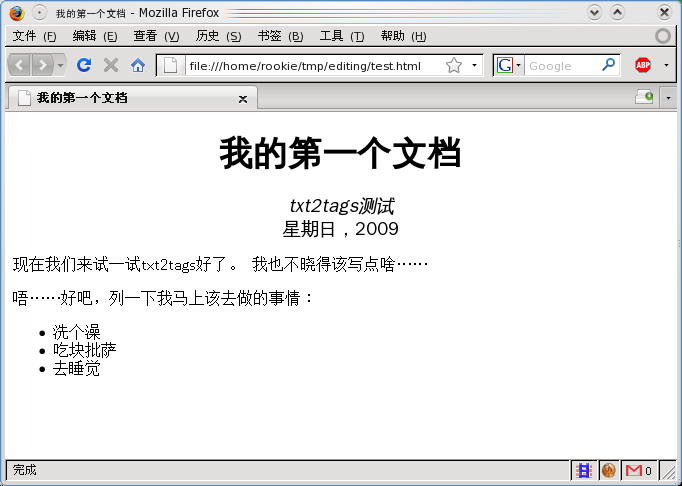 我的第一个文档 - Mozilla Firefox
文件 (F) 编辑 (E) 查看 (V) 历史 (S) 书签 (B) 工具 (T) 帮助 (H)
file:///home/rookie/tmp/editing/test.html G Google ABP
我的第一个文档
我的第一个文档
txt2tags测试
星期日，2009
现在我们来试一试txt2tags好了。 我也不晓得该写点啥……
唔……好吧，列一下我马上该去做的事情：
洗个澡
吃块批萨
去睡觉
完成 0